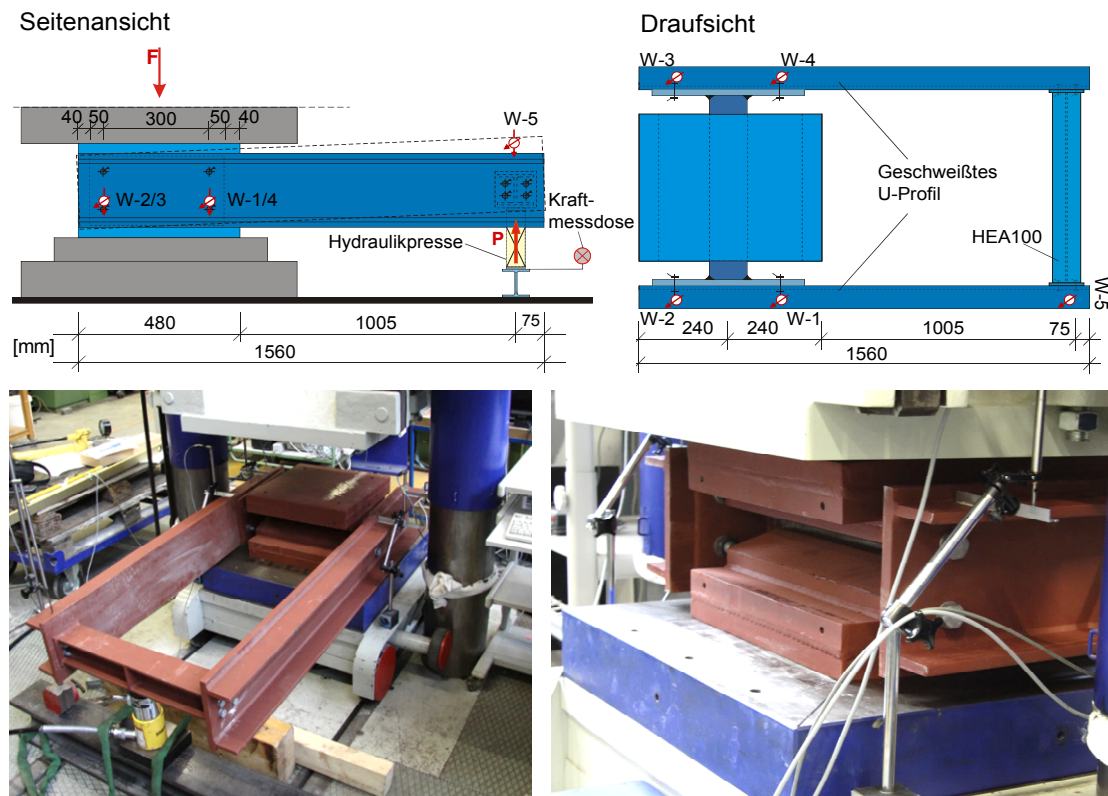 Seitenansicht
F
40 50 300 50 40
W-5
W-2/3 W-1/4
Kraft-
messdose
Hydraulikpresse
P
480 1005 75
[mm]
1560
Draufsicht
W-3 W-4
Geschweißtes
U-Profil
HEA100
W-5
W-2 W-1
240 240 1005 75
1560